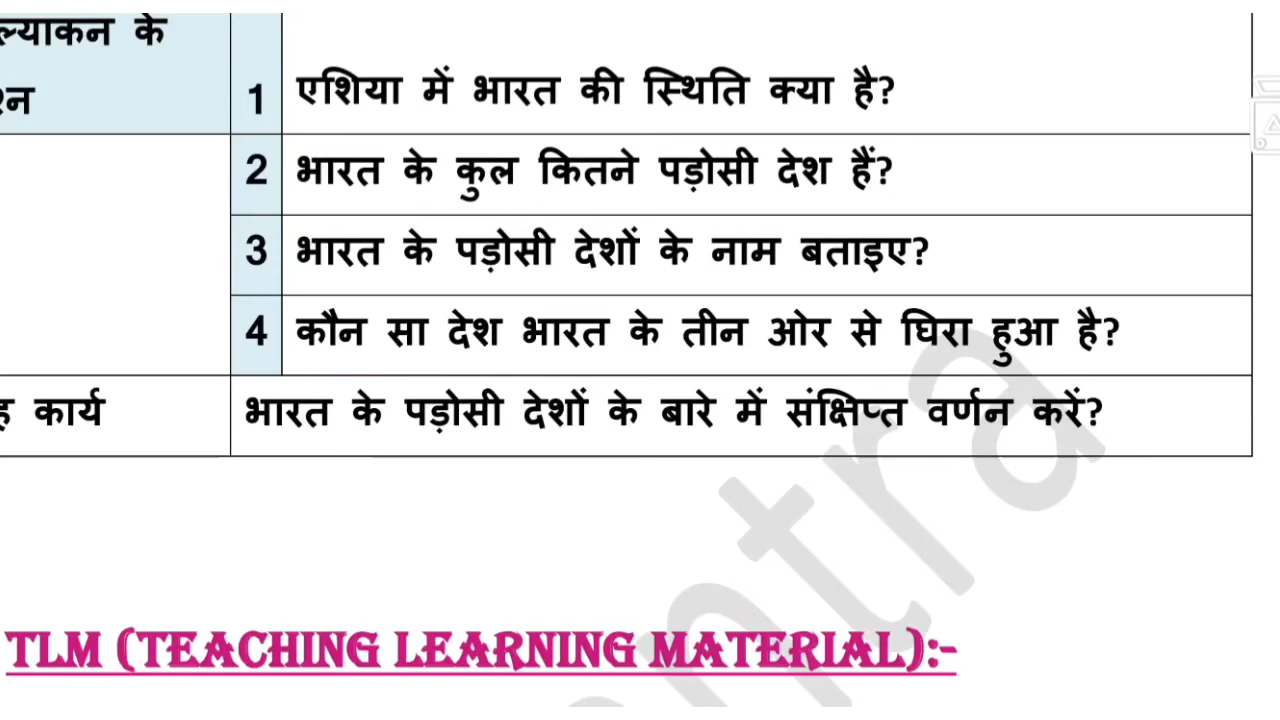 के
1 एशिया में भारत की स्थिति क्या है?
2 भारत के कुल कितने पड़ोसी देश हैं?
3 भारत के पड़ोसी देशों के नाम बताइए?
4 कौन सा देश भारत के तीन ओर से घिरा हुआ है?
कार्य भारत के पड़ोसी देशों के बारे में संक्षिप्त वर्णन करें?
TLM (TEACHING LEARNING MATERIAL):-